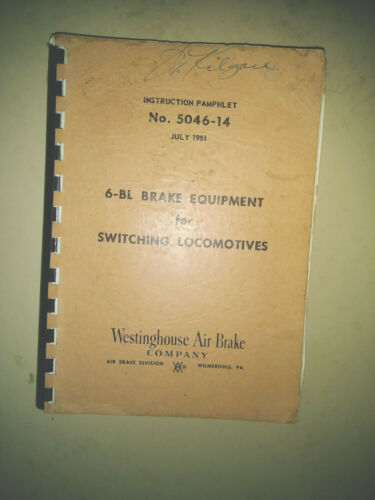 INSTRUCTION PAMPHLET
No. 5046-14
JULY 1951
6-BL BRAKE EQUIPMENT
for
SWITCHING LOCOMOTIVES
Westinghouse Air Brake
COMPANY
AIR BRAKE DIVISION WILMERDING, PA